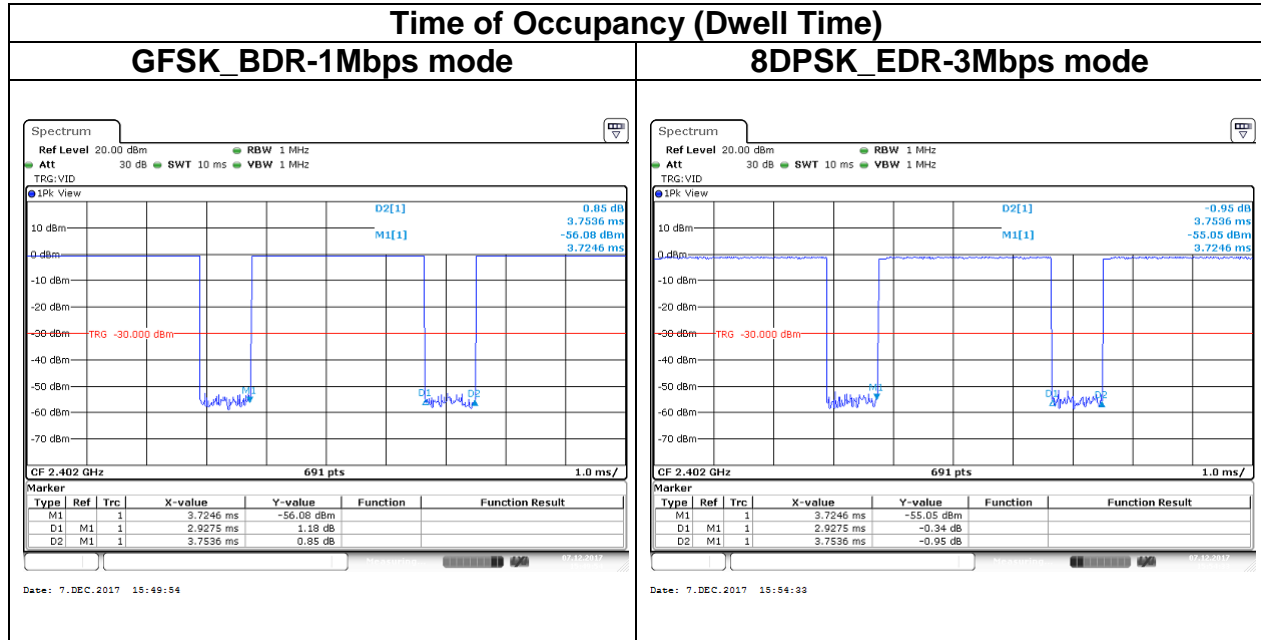 Time of Occupancy (Dwell Time)
GFSK_BDR-1Mbps mode
Spectrum
Ref Level 20.00 dBm RBW 1 MHz
Att 30 dB SWT 10 ms VBW 1 MHz
TRG:VID
1Pk View
D2[1] 0.85 dB
3.7536 ms
10 dBm
M1[1] -56.08 dBm
3.7246 ms
0 dBm
-10 dBm
-20 dBm
-30 dBm TRG -30.000 dBm
-40 dBm
-50 dBm
M1 D1 D2
-60 dBm
-70 dBm
CF 2.402 GHz 691 pts 1.0 ms/
Marker
Type Ref Trc X-value Y-value Function Function Result
M1 1 3.7246 ms -56.08 dBm
D1 M1 1 2.9275 ms 1.18 dB
D2 M1 1 3.7536 ms 0.85 dB
Measuring 07.12.2017
Date: 7.DEC.2017 15:49:54
8DPSK_EDR-3Mbps mode
Spectrum
Ref Level 20.00 dBm RBW 1 MHz
Att 30 dB SWT 10 ms VBW 1 MHz
TRG:VID
1Pk View
D2[1] -0.95 dB
3.7536 ms
10 dBm
M1[1] -55.05 dBm
3.7246 ms
0 dBm
-10 dBm
-20 dBm
-30 dBm TRG -30.000 dBm
-40 dBm
-50 dBm
M1 D1 D2
-60 dBm
-70 dBm
CF 2.402 GHz 691 pts 1.0 ms/
Marker
Type Ref Trc X-value Y-value Function Function Result
M1 1 3.7246 ms -55.05 dBm
D1 M1 1 2.9275 ms -0.34 dB
D2 M1 1 3.7536 ms -0.95 dB
Measuring 07.12.2017
Date: 7.DEC.2017 15:54:33